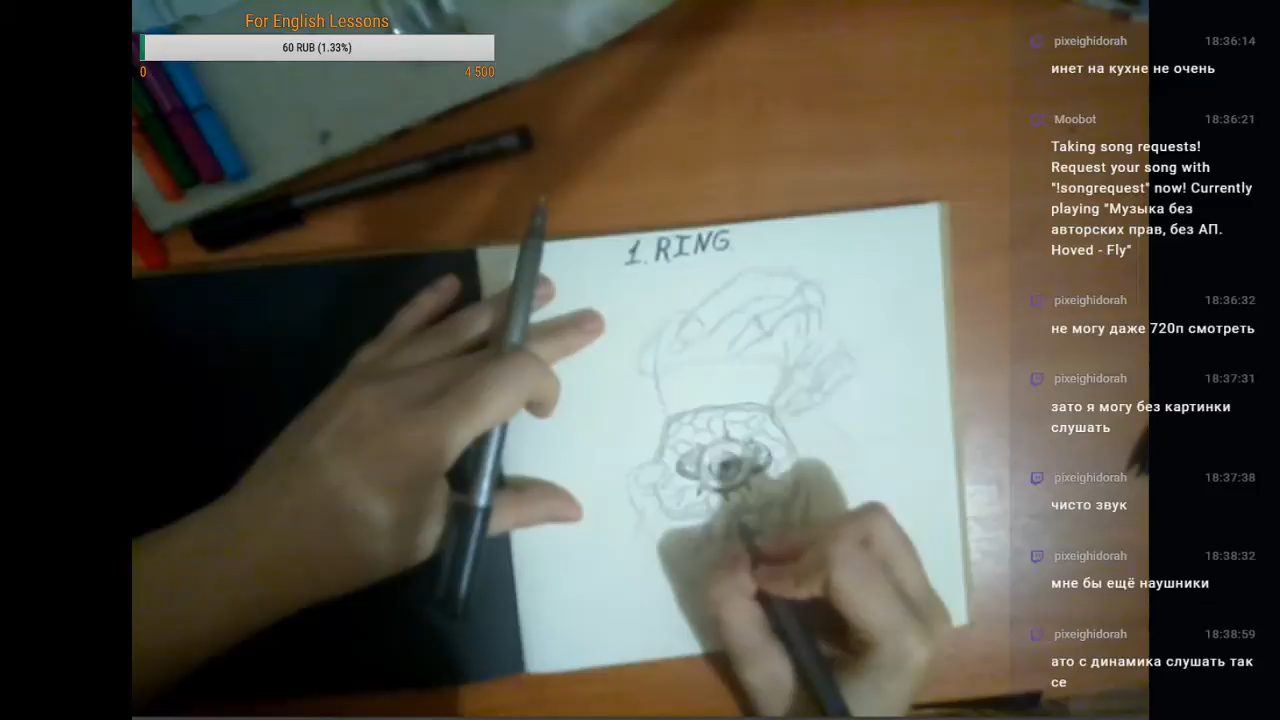 For English Lessons
60 RUB (1.33%)
0
4 500
1. RING
pixeighidorah 18:36:14
инет на кухне не очень
Moobot 18:36:21
Taking song requests!
Request your song with
"!songrequest" now! Currently
playing "Музыка без
авторских прав, без АП.
Hoved - Fly"
pixeighidorah 18:36:32
не могу даже 720п смотреть
pixeighidorah 18:37:31
зато я могу без картинки
слушать
pixeighidorah 18:37:38
чисто звук
pixeighidorah 18:38:32
мне бы ещё наушники
pixeighidorah 18:38:59
ато с динамика слушать так
се